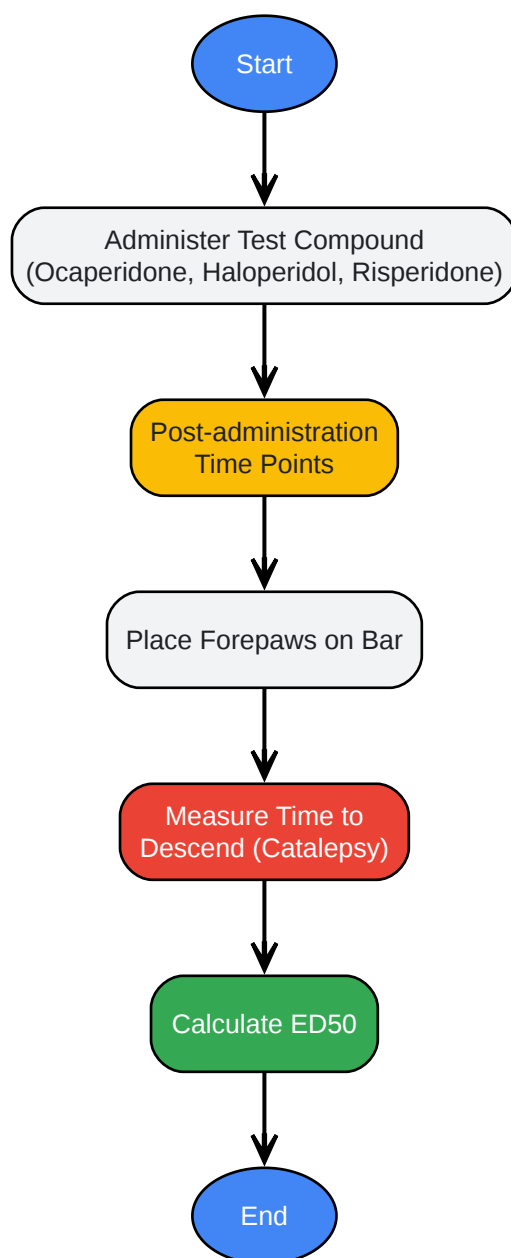 Start
Administer Test Compound
(Ocaperidone, Haloperidol, Risperidone)
Post-administration
Time Points
Place Forepaws on Bar
Measure Time to
Descend (Catalepsy)
Calculate ED50
End